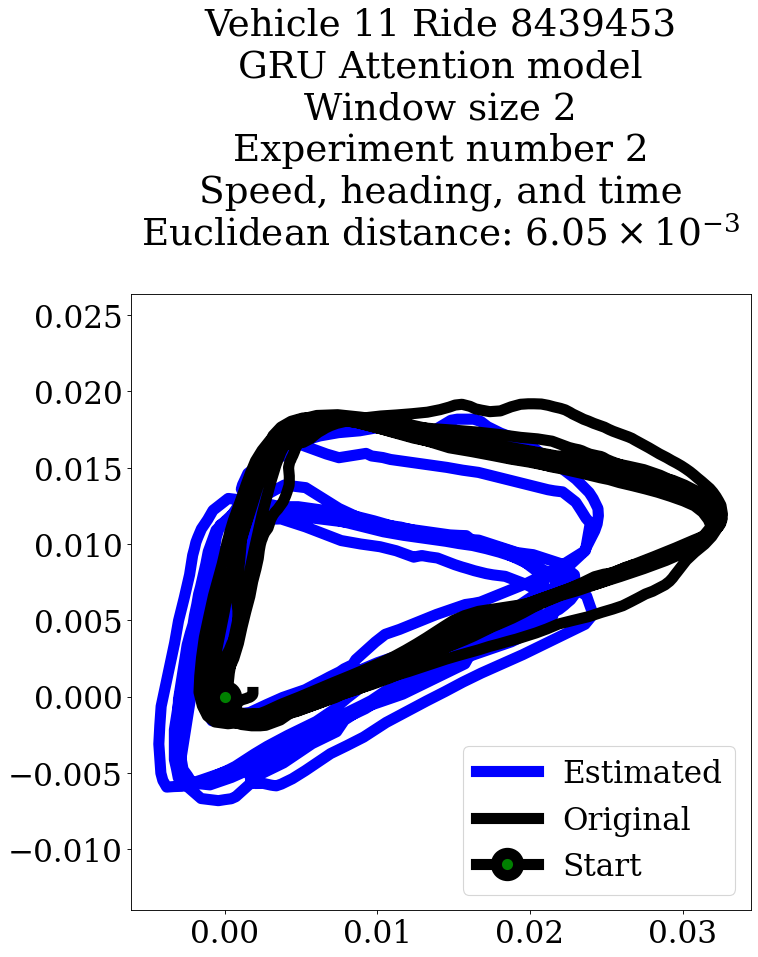 Vehicle 11 Ride 8439453
GRU Attention model
Window size 2
Experiment number 2
Speed, heading, and time
Euclidean distance: 6.05 × 10⁻³
0.025
0.020
0.015
0.010
0.005
0.000
−0.005
−0.010
Estimated
Original
Start
0.00 0.01 0.02 0.03